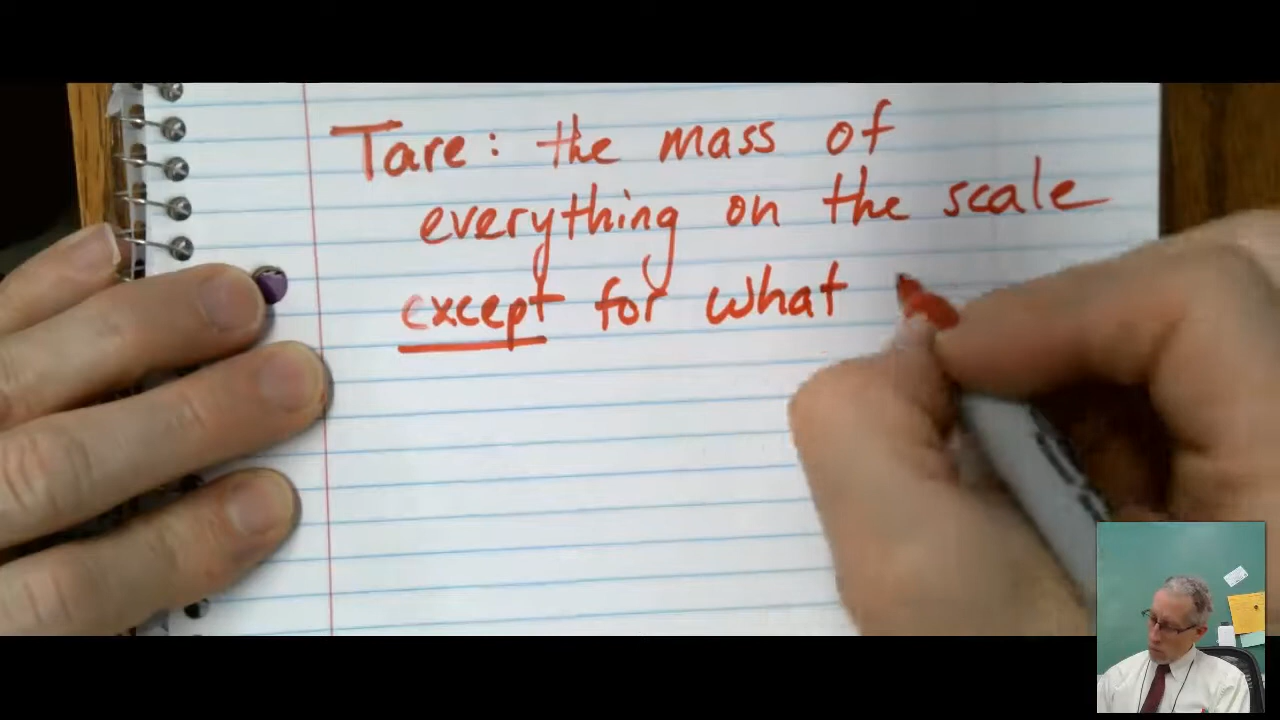 Tare: the mass of
everything on the scale
except for what